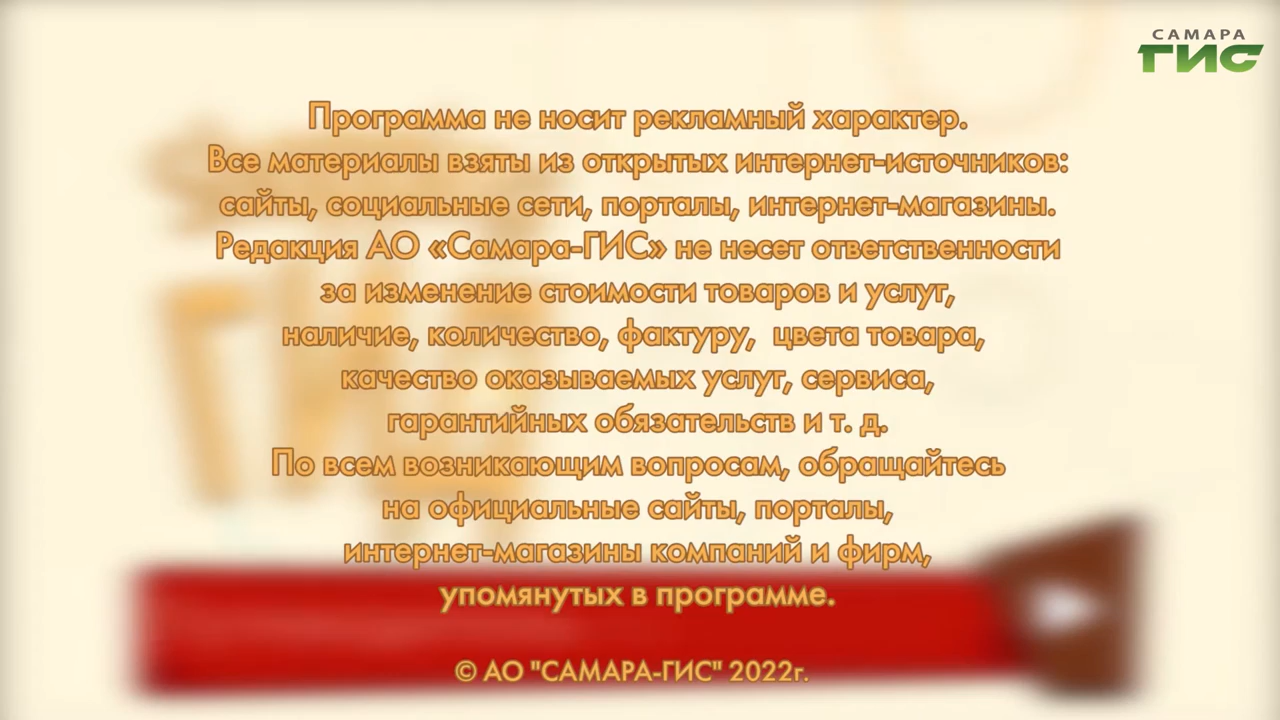 САМАРА
ГИС
Программа не носит рекламный характер.
Все материалы взяты из открытых интернет-источников:
сайты, социальные сети, порталы, интернет-магазины.
Редакция АО «Самара-ГИС» не несет ответственности
за изменение стоимости товаров и услуг,
наличие, количество, фактуру, цвета товара,
качество оказываемых услуг, сервиса,
гарантийных обязательств и т. д.
По всем возникающим вопросам, обращайтесь
на официальные сайты, порталы,
интернет-магазины компаний и фирм,
упомянутых в программе.
© АО "САМАРА-ГИС" 2022г.